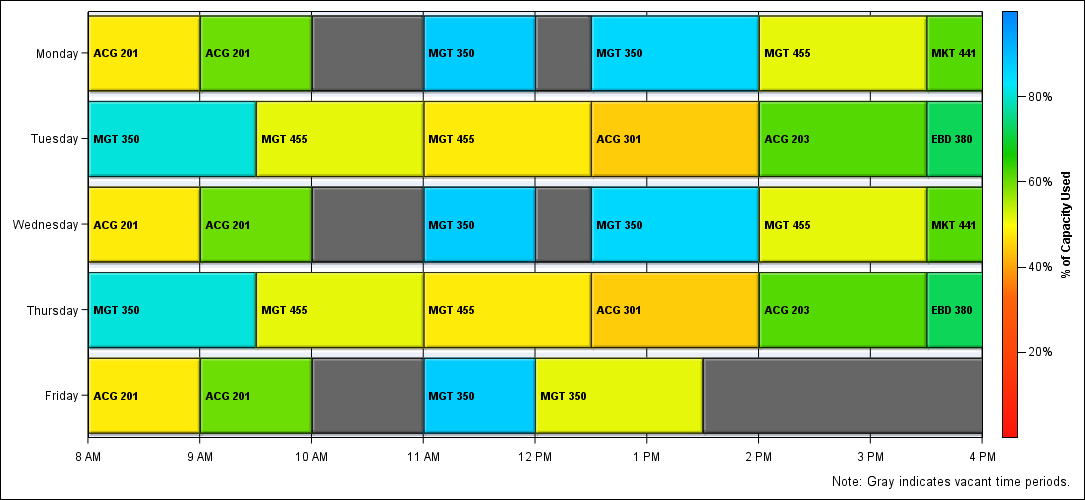 Monday ACG 201 ACG 201 MGT 350 MGT 350 MGT 455 MKT 441
Tuesday MGT 350 MGT 455 MGT 455 ACG 301 ACG 203 EBD 380
Wednesday ACG 201 ACG 201 MGT 350 MGT 350 MGT 455 MKT 441
Thursday MGT 350 MGT 455 MGT 455 ACG 301 ACG 203 EBD 380
Friday ACG 201 ACG 201 MGT 350 MGT 350
8 AM 9 AM 10 AM 11 AM 12 PM 1 PM 2 PM 3 PM 4 PM
80%
60%
40%
20%
% of Capacity Used
Note: Gray indicates vacant time periods.